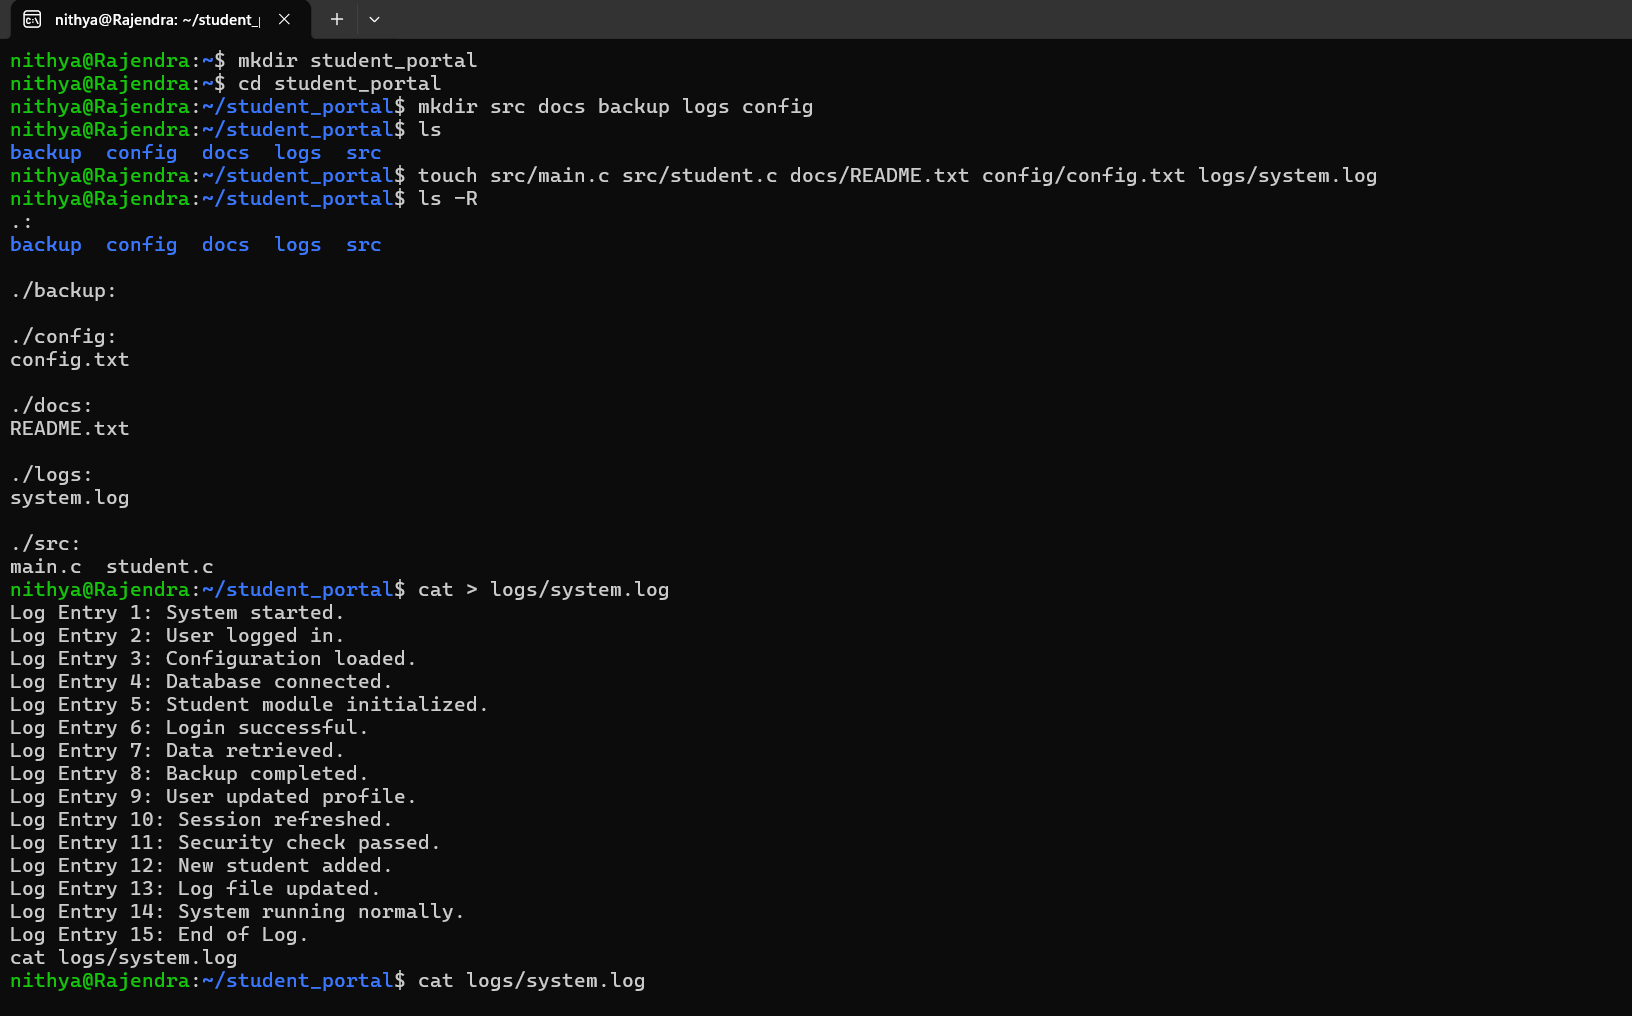 nithya@Rajendra: ~/student_p
nithya@Rajendra:~$ mkdir student_portal
nithya@Rajendra:~$ cd student_portal
nithya@Rajendra:~/student_portal$ mkdir src docs backup logs config
nithya@Rajendra:~/student_portal$ ls
backup  config  docs  logs  src
nithya@Rajendra:~/student_portal$ touch src/main.c src/student.c docs/README.txt config/config.txt logs/system.log
nithya@Rajendra:~/student_portal$ ls -R
.:
backup  config  docs  logs  src
./backup:
./config:
config.txt
./docs:
README.txt
./logs:
system.log
./src:
main.c  student.c
nithya@Rajendra:~/student_portal$ cat > logs/system.log
Log Entry 1: System started.
Log Entry 2: User logged in.
Log Entry 3: Configuration loaded.
Log Entry 4: Database connected.
Log Entry 5: Student module initialized.
Log Entry 6: Login successful.
Log Entry 7: Data retrieved.
Log Entry 8: Backup completed.
Log Entry 9: User updated profile.
Log Entry 10: Session refreshed.
Log Entry 11: Security check passed.
Log Entry 12: New student added.
Log Entry 13: Log file updated.
Log Entry 14: System running normally.
Log Entry 15: End of Log.
cat logs/system.log
nithya@Rajendra:~/student_portal$ cat logs/system.log